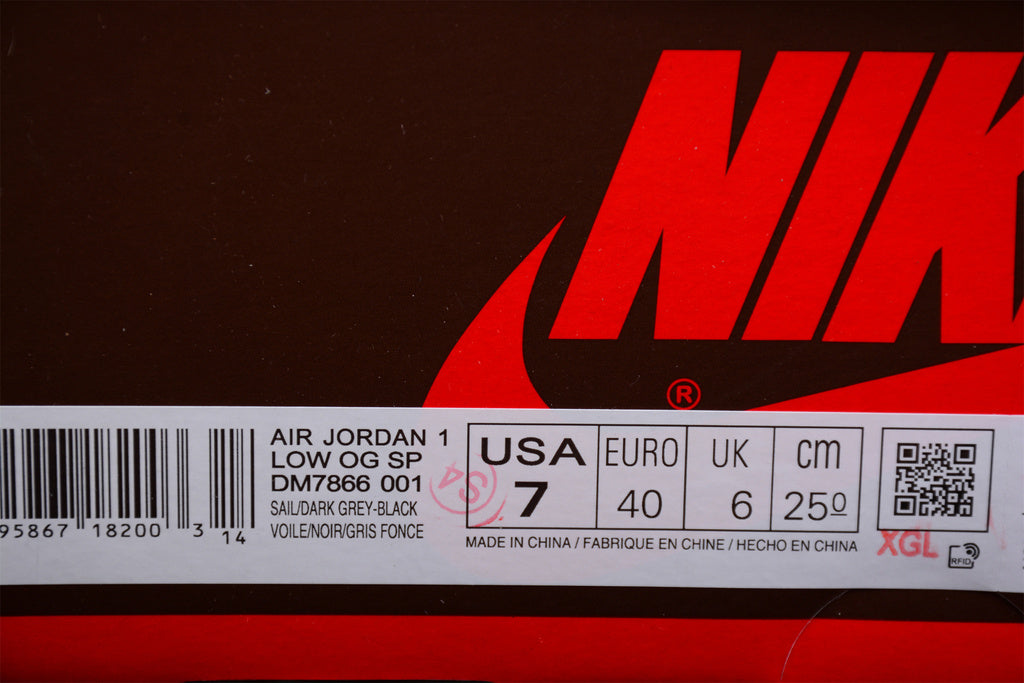 NIK
®
AIR JORDAN 1
LOW OG SP
DM7866 001
SAIL/DARK GREY-BLACK
VOILE/NOIR/GRIS FONCE
95867 18200 3 14
USA EURO UK cm
7 40 6 25⁰
MADE IN CHINA / FABRIQUE EN CHINE / HECHO EN CHINA
S4
XGL
RFID